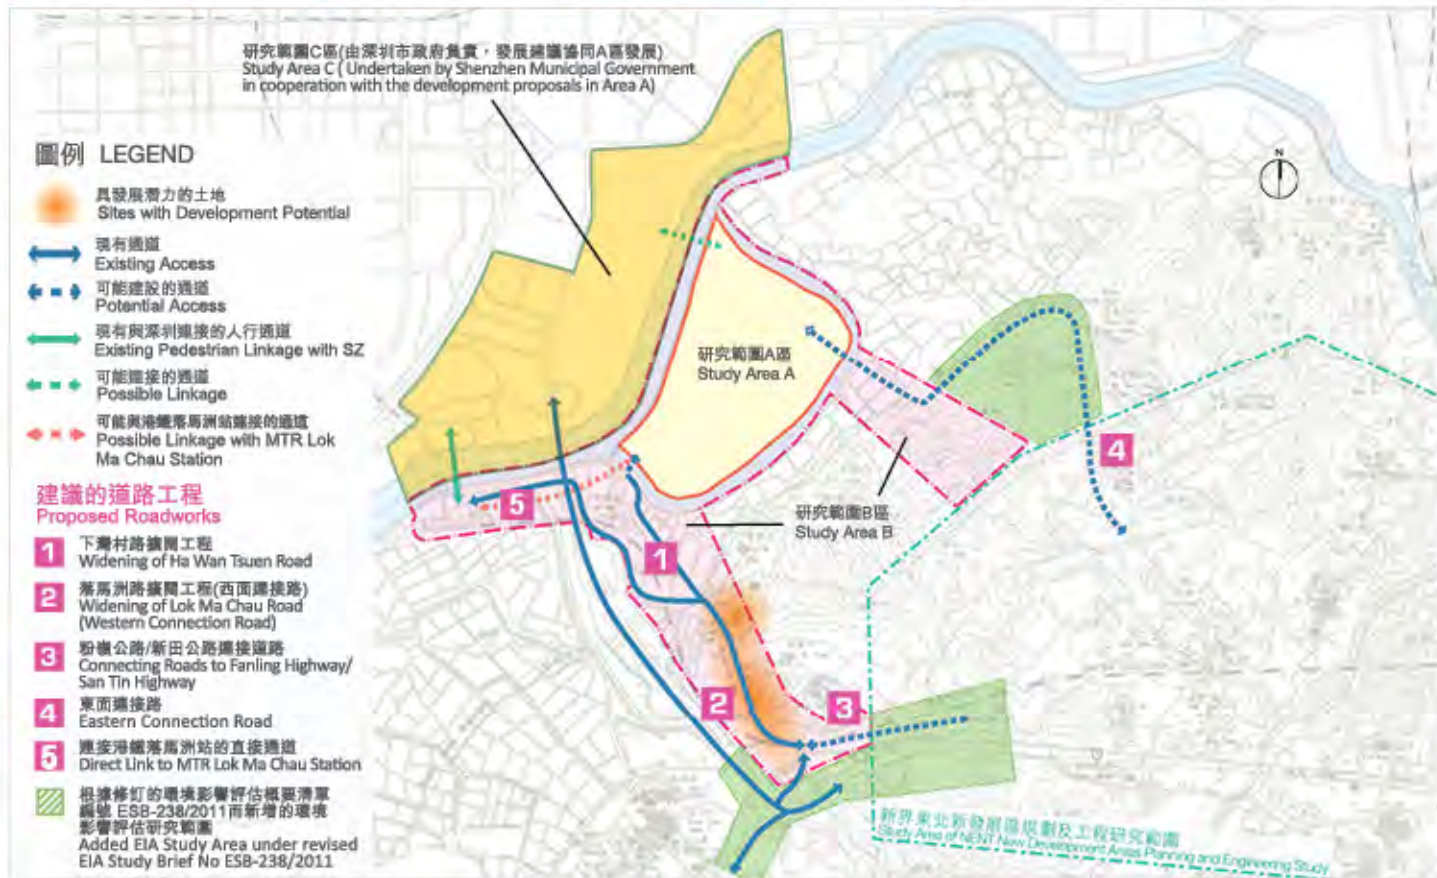 研究範圍C區(由深圳市政府負責，發展建議協同A區發展)
Study Area C ( Undertaken by Shenzhen Municipal Government
in cooperation with the development proposals in Area A)
圖例 LEGEND
具發展潛力的土地
Sites with Development Potential
現有通道
Existing Access
可能建設的通道
Potential Access
現有與深圳連接的人行通道
Existing Pedestrian Linkage with SZ
可能連接的通道
Possible Linkage
可能與港鐵落馬洲站連接的通道
Possible Linkage with MTR Lok
Ma Chau Station
建議的道路工程
Proposed Roadworks
1 下灣村路擴闊工程
Widening of Ha Wan Tsuen Road
2 落馬洲路擴闊工程(西面連接路)
Widening of Lok Ma Chau Road
(Western Connection Road)
3 粉嶺公路/新田公路連接道路
Connecting Roads to Fanling Highway/
San Tin Highway
4 東面連接路
Eastern Connection Road
5 連接港鐵落馬洲站的直接通道
Direct Link to MTR Lok Ma Chau Station
根據修訂的環境影響評估概要清單
編號 ESB-238/2011而新增的環境
影響評估研究範圍
Added EIA Study Area under revised
EIA Study Brief No ESB-238/2011
N
研究範圍A區
Study Area A
4
研究範圍B區
Study Area B
5
1
2
3
新界東北新發展區規劃及工程研究範圍
Study Area of NENT New Development Areas Planning and Engineering Study